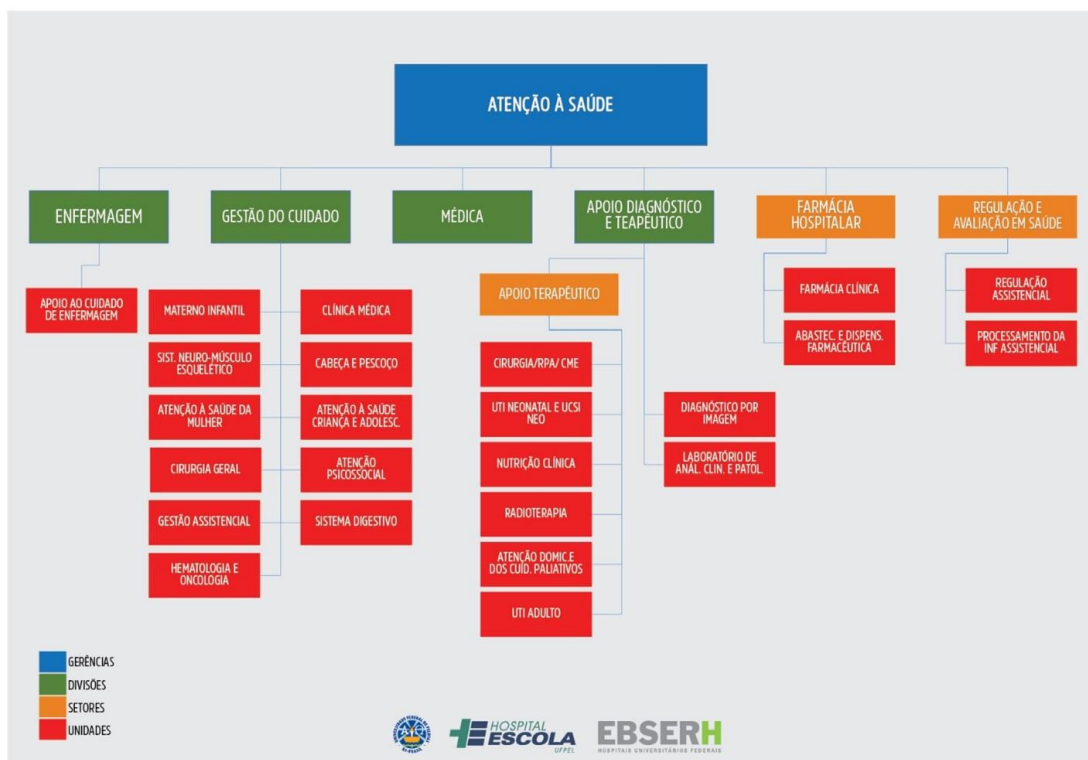 ATENÇÃO À SAÚDE
ENFERMAGEM
GESTÃO DO CUIDADO
MÉDICA
APOIO DIAGNÓSTICO
E TEAPÊUTICO
FARMÁCIA
HOSPITALAR
REGULAÇÃO E
AVALIAÇÃO EM SAÚDE
APOIO AO CUIDADO
DE ENFERMAGEM
MATERNO INFANTIL
SIST. NEURO-MÚSCULO
ESQUELÉTICO
ATENÇÃO À SAÚDE DA
MULHER
CIRURGIA GERAL
GESTÃO ASSISTENCIAL
HEMATOLOGIA E
ONCOLOGIA
CLÍNICA MÉDICA
CABEÇA E PESCOÇO
ATENÇÃO À SAÚDE
CRIANÇA E ADOLESC.
ATENÇÃO
PSICOSSOCIAL
SISTEMA DIGESTIVO
APOIO TERAPÊUTICO
CIRURGIA/RPA/ CME
UTI NEONATAL E UCSI
NEO
NUTRIÇÃO CLÍNICA
RADIOTERAPIA
ATENÇÃO DOMIC.E
DOS CUID. PALIATIVOS
UTI ADULTO
DIAGNÓSTICO POR
IMAGEM
LABORATÓRIO DE
ANÁL. CLIN. E PATOL.
FARMÁCIA CLÍNICA
ABASTEC. E DISPENS.
FARMACÊUTICA
REGULAÇÃO
ASSISTENCIAL
PROCESSAMENTO DA
INF ASSISTENCIAL
GERÊNCIAS
DIVISÕES
SETORES
UNIDADES
HOSPITAL
ESCOLA
UFPEL
EBSERH
HOSPITAIS UNIVERSITÁRIOS FEDERAIS